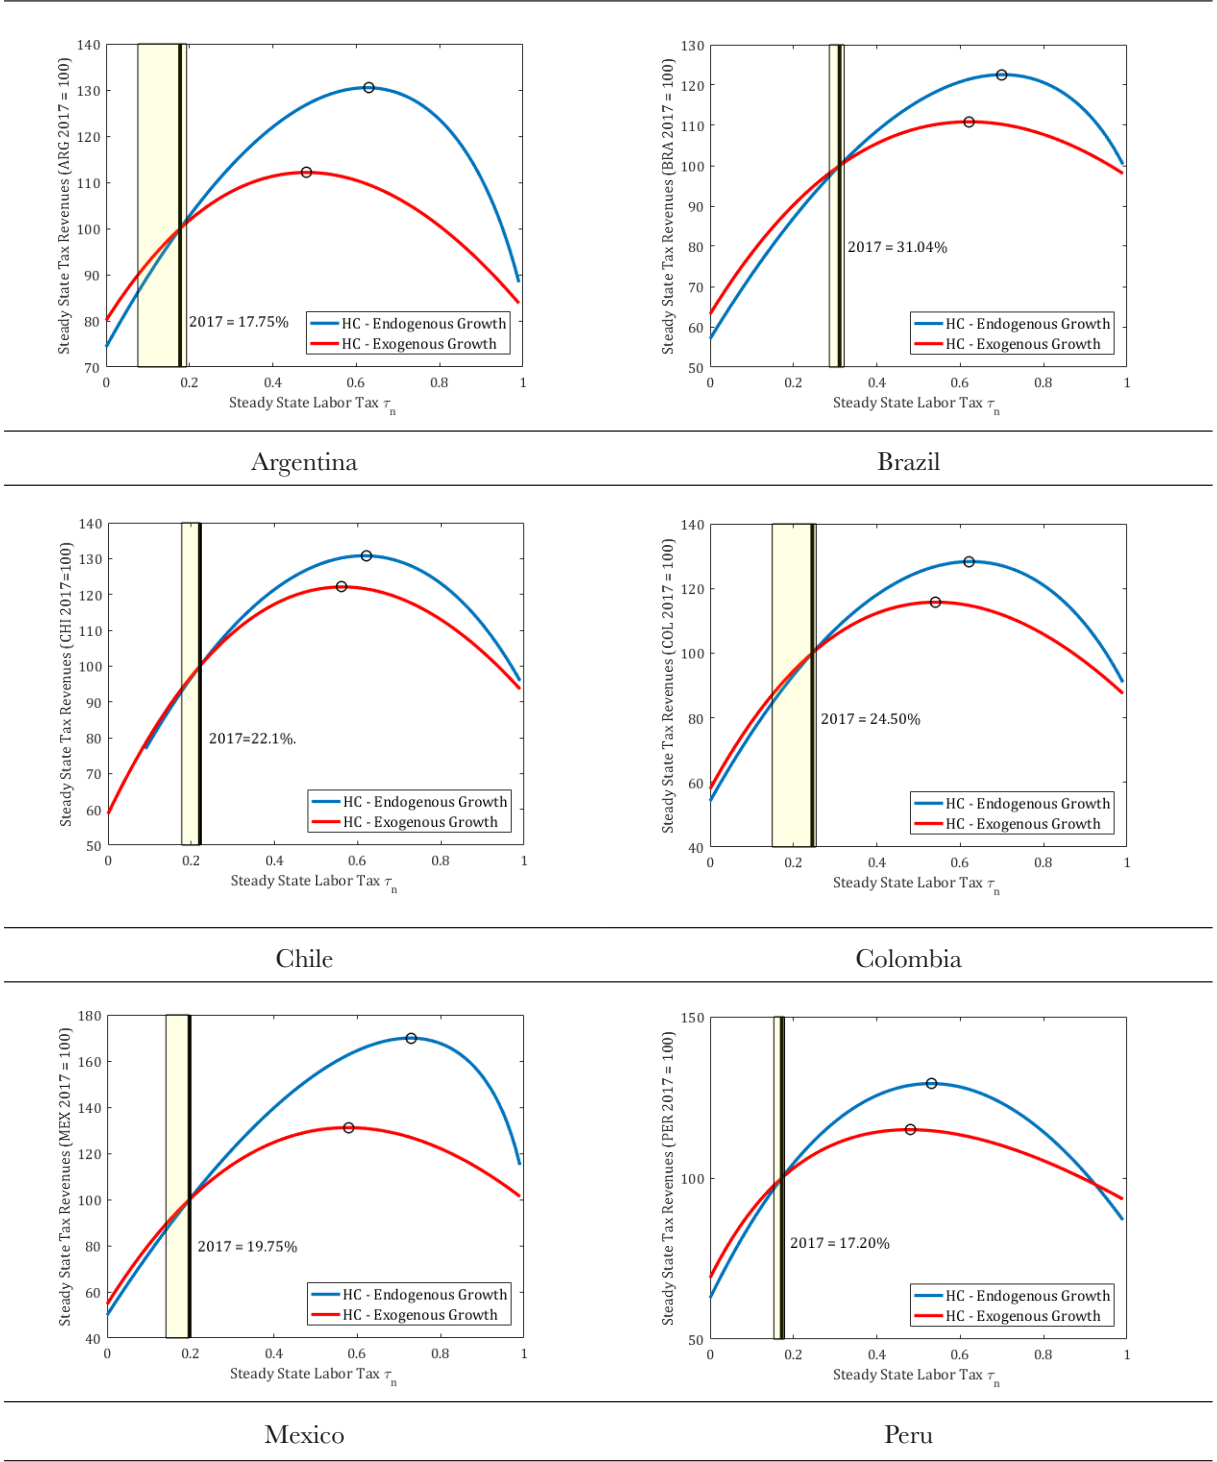 140
130
120
110
100
90
80
70
0
0.2
0.4
0.6
0.8
1
Steady State Tax Revenues (ARG 2017 = 100)
2017 = 17.75%
HC - Endogenous Growth
HC - Exogenous Growth
Steady State Labor Tax τn
130
120
110
100
90
80
70
60
50
0
0.2
0.4
0.6
0.8
1
Steady State Tax Revenues (BRA 2017 = 100)
2017 = 31.04%
HC - Endogenous Growth
HC - Exogenous Growth
Steady State Labor Tax τn
Argentina
Brazil
140
130
120
110
100
90
80
70
60
50
0
0.2
0.4
0.6
0.8
1
Steady State Tax Revenues (CHI 2017=100)
2017=22.1%.
HC - Endogenous Growth
HC - Exogenous Growth
Steady State Labor Tax τn
140
120
100
80
60
40
0
0.2
0.4
0.6
0.8
1
Steady State Tax Revenues (COL 2017 = 100)
2017 = 24.50%
HC - Endogenous Growth
HC - Exogenous Growth
Steady State Labor Tax τn
Chile
Colombia
180
160
140
120
100
80
60
40
0
0.2
0.4
0.6
0.8
1
Steady State Tax Revenues (MEX 2017 = 100)
2017 = 19.75%
HC - Endogenous Growth
HC - Exogenous Growth
Steady State Labor Tax τn
150
100
50
0
0.2
0.4
0.6
0.8
1
Steady State Tax Revenues (PER 2017 = 100)
2017 = 17.20%
HC - Endogenous Growth
HC - Exogenous Growth
Steady State Labor Tax τn
Mexico
Peru